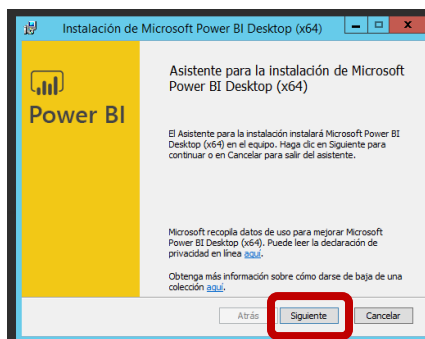 Instalación de Microsoft Power BI Desktop (x64)
Power BI
Asistente para la instalación de Microsoft
Power BI Desktop (x64)
El Asistente para la instalación instalará Microsoft Power BI
Desktop (x64) en el equipo. Haga clic en Siguiente para
continuar o en Cancelar para salir del asistente.
Microsoft recopila datos de uso para mejorar Microsoft
Power BI Desktop (x64). Puede leer la declaración de
privacidad en línea aquí.
Obtenga más información sobre cómo darse de baja de una
colección aquí.
Atrás Siguiente Cancelar